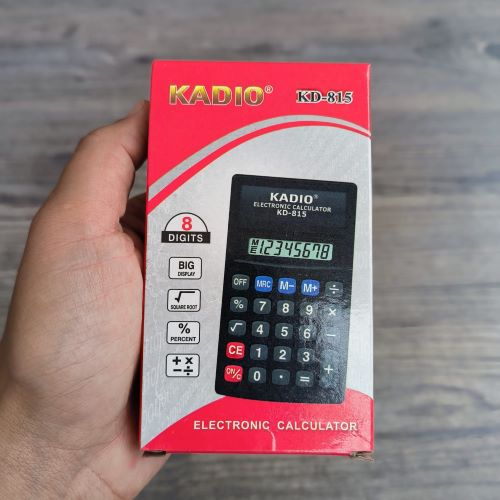 KADIO® KD-815
KADIO®
ELECTRONIC CALCULATOR
KD-815
M
E 12345678
8
DIGITS
BIG
DISPLAY
√
SQUARE ROOT
%
PERCENT
+ ×
- ÷
OFF MRC M- M+ ÷
% 7 8 9 ×
√ 4 5 6 -
CE 1 2 3 +
ON/C 0 · =
ELECTRONIC CALCULATOR